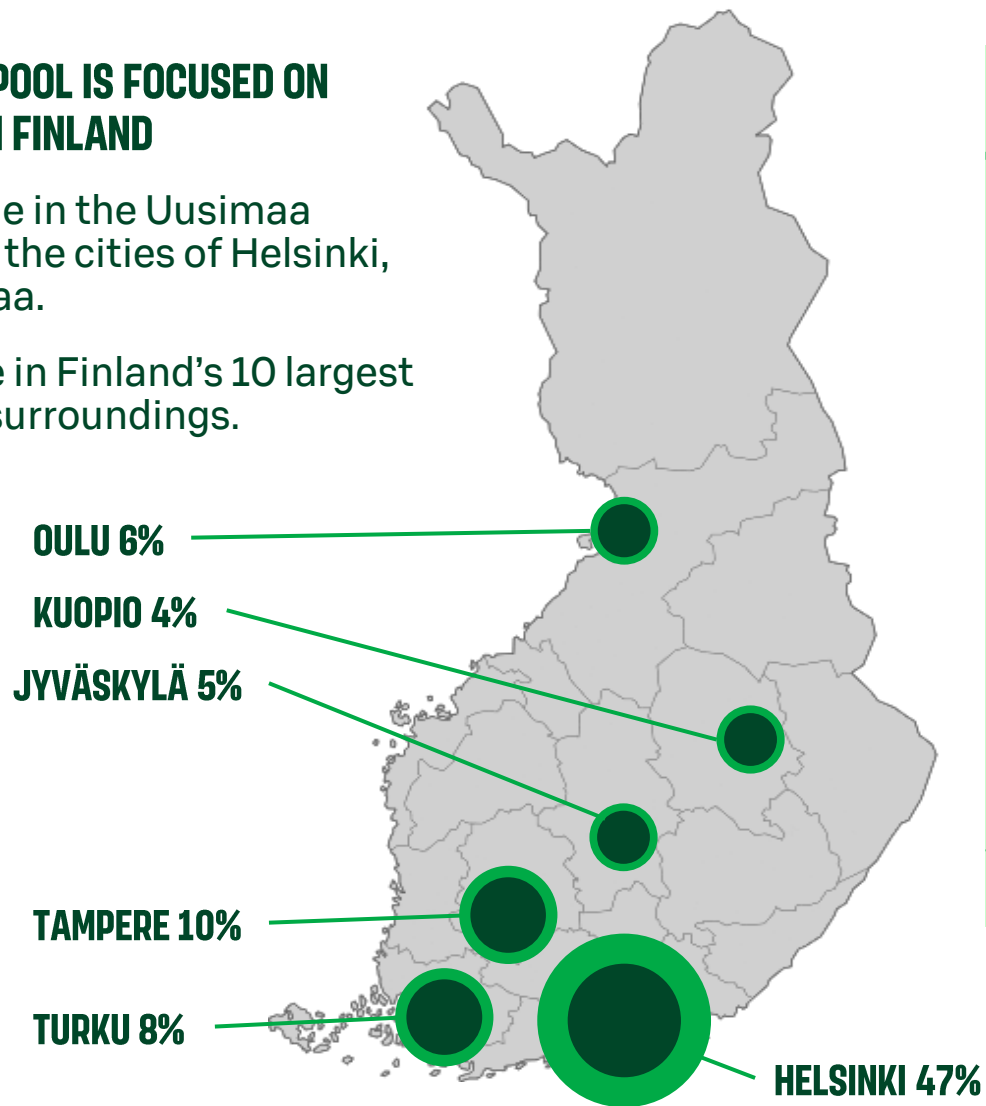 POOL IS FOCUSED ON
FINLAND
e in the Uusimaa
the cities of Helsinki,
aa.
e in Finland's 10 largest
surroundings.
OULU 6%
KUOPIO 4%
JYVÄSKYLÄ 5%
TAMPERE 10%
TURKU 8%
HELSINKI 47%